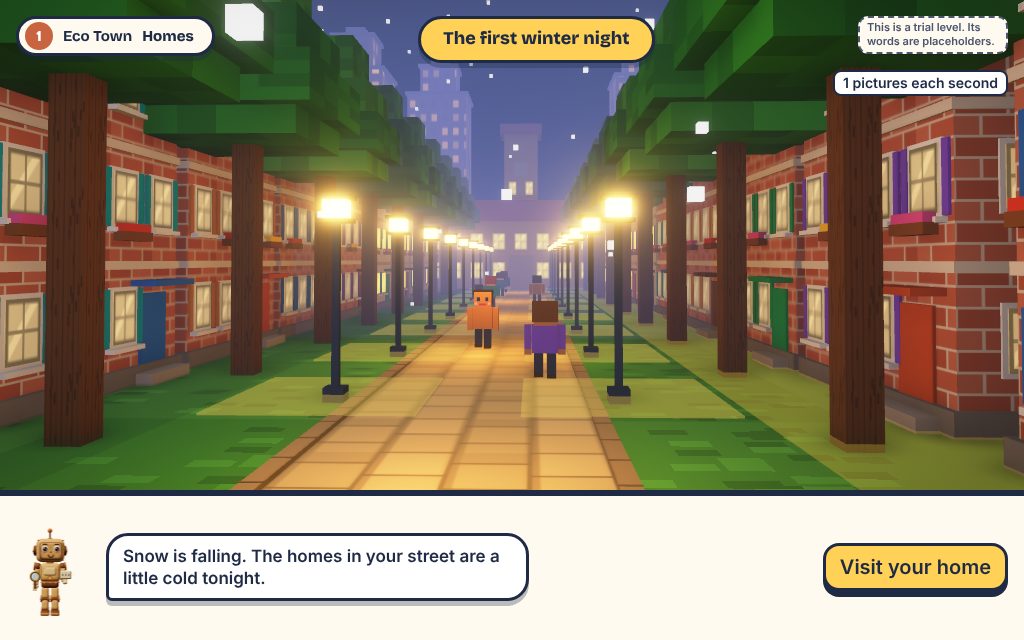 1 Eco Town Homes
The first winter night
This is a trial level. Its
words are placeholders.
1 pictures each second
Snow is falling. The homes in your street are a
little cold tonight.
Visit your home